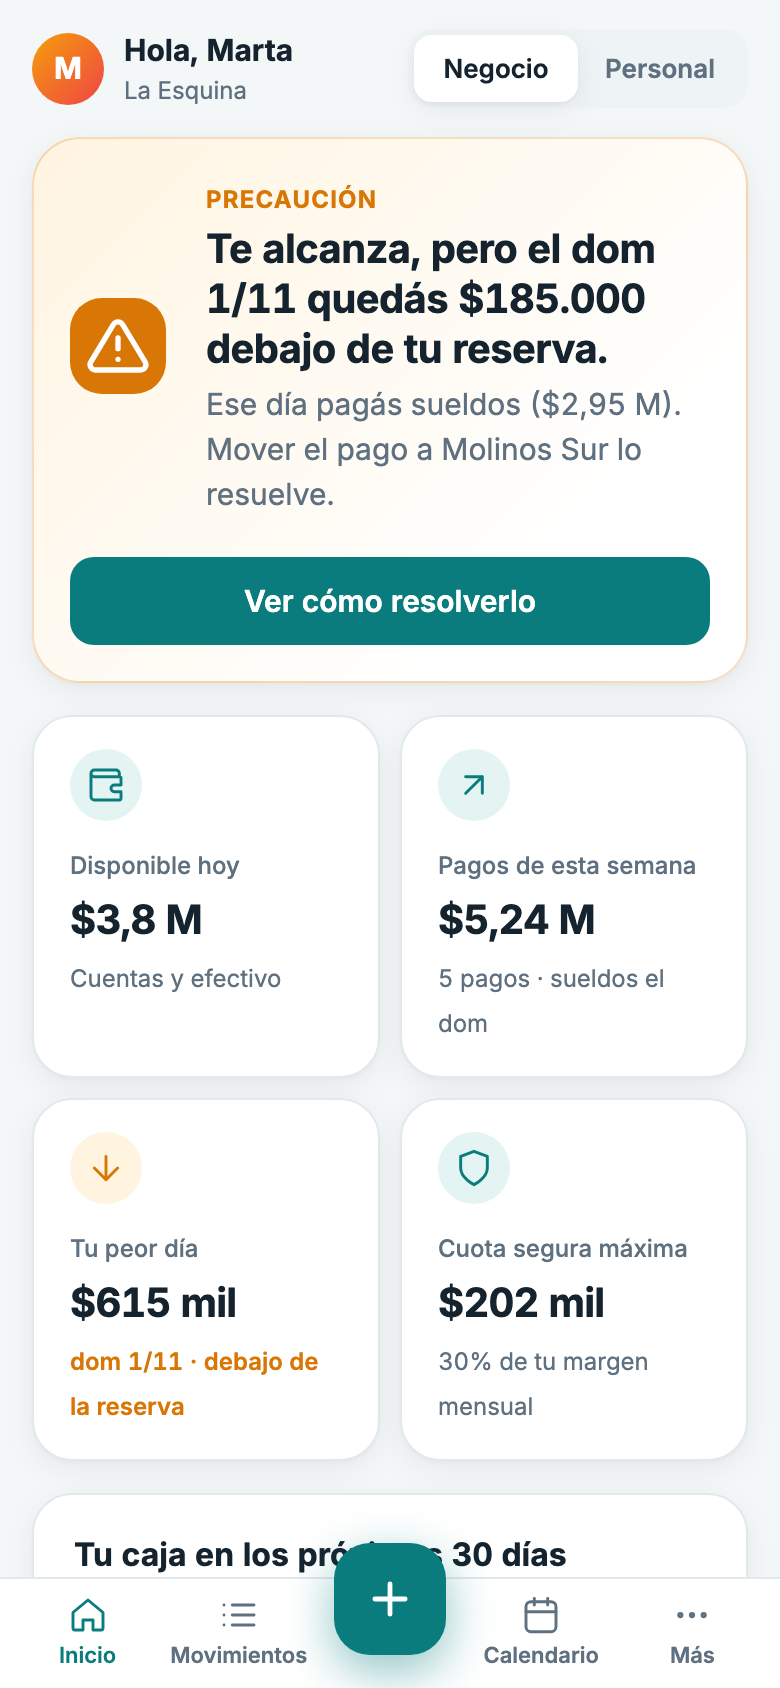 M
Hola, Marta
La Esquina
Negocio
Personal
PRECAUCIÓN
Te alcanza, pero el dom
1/11 quedás $185.000
debajo de tu reserva.
Ese día pagás sueldos ($2,95 M).
Mover el pago a Molinos Sur lo
resuelve.
Ver cómo resolverlo
Disponible hoy
$3,8 M
Cuentas y efectivo
Pagos de esta semana
$5,24 M
5 pagos · sueldos el
dom
Tu peor día
$615 mil
dom 1/11 · debajo de
la reserva
Cuota segura máxima
$202 mil
30% de tu margen
mensual
Tu caja en los 30 días
Inicio
Movimientos
Calendario
Más